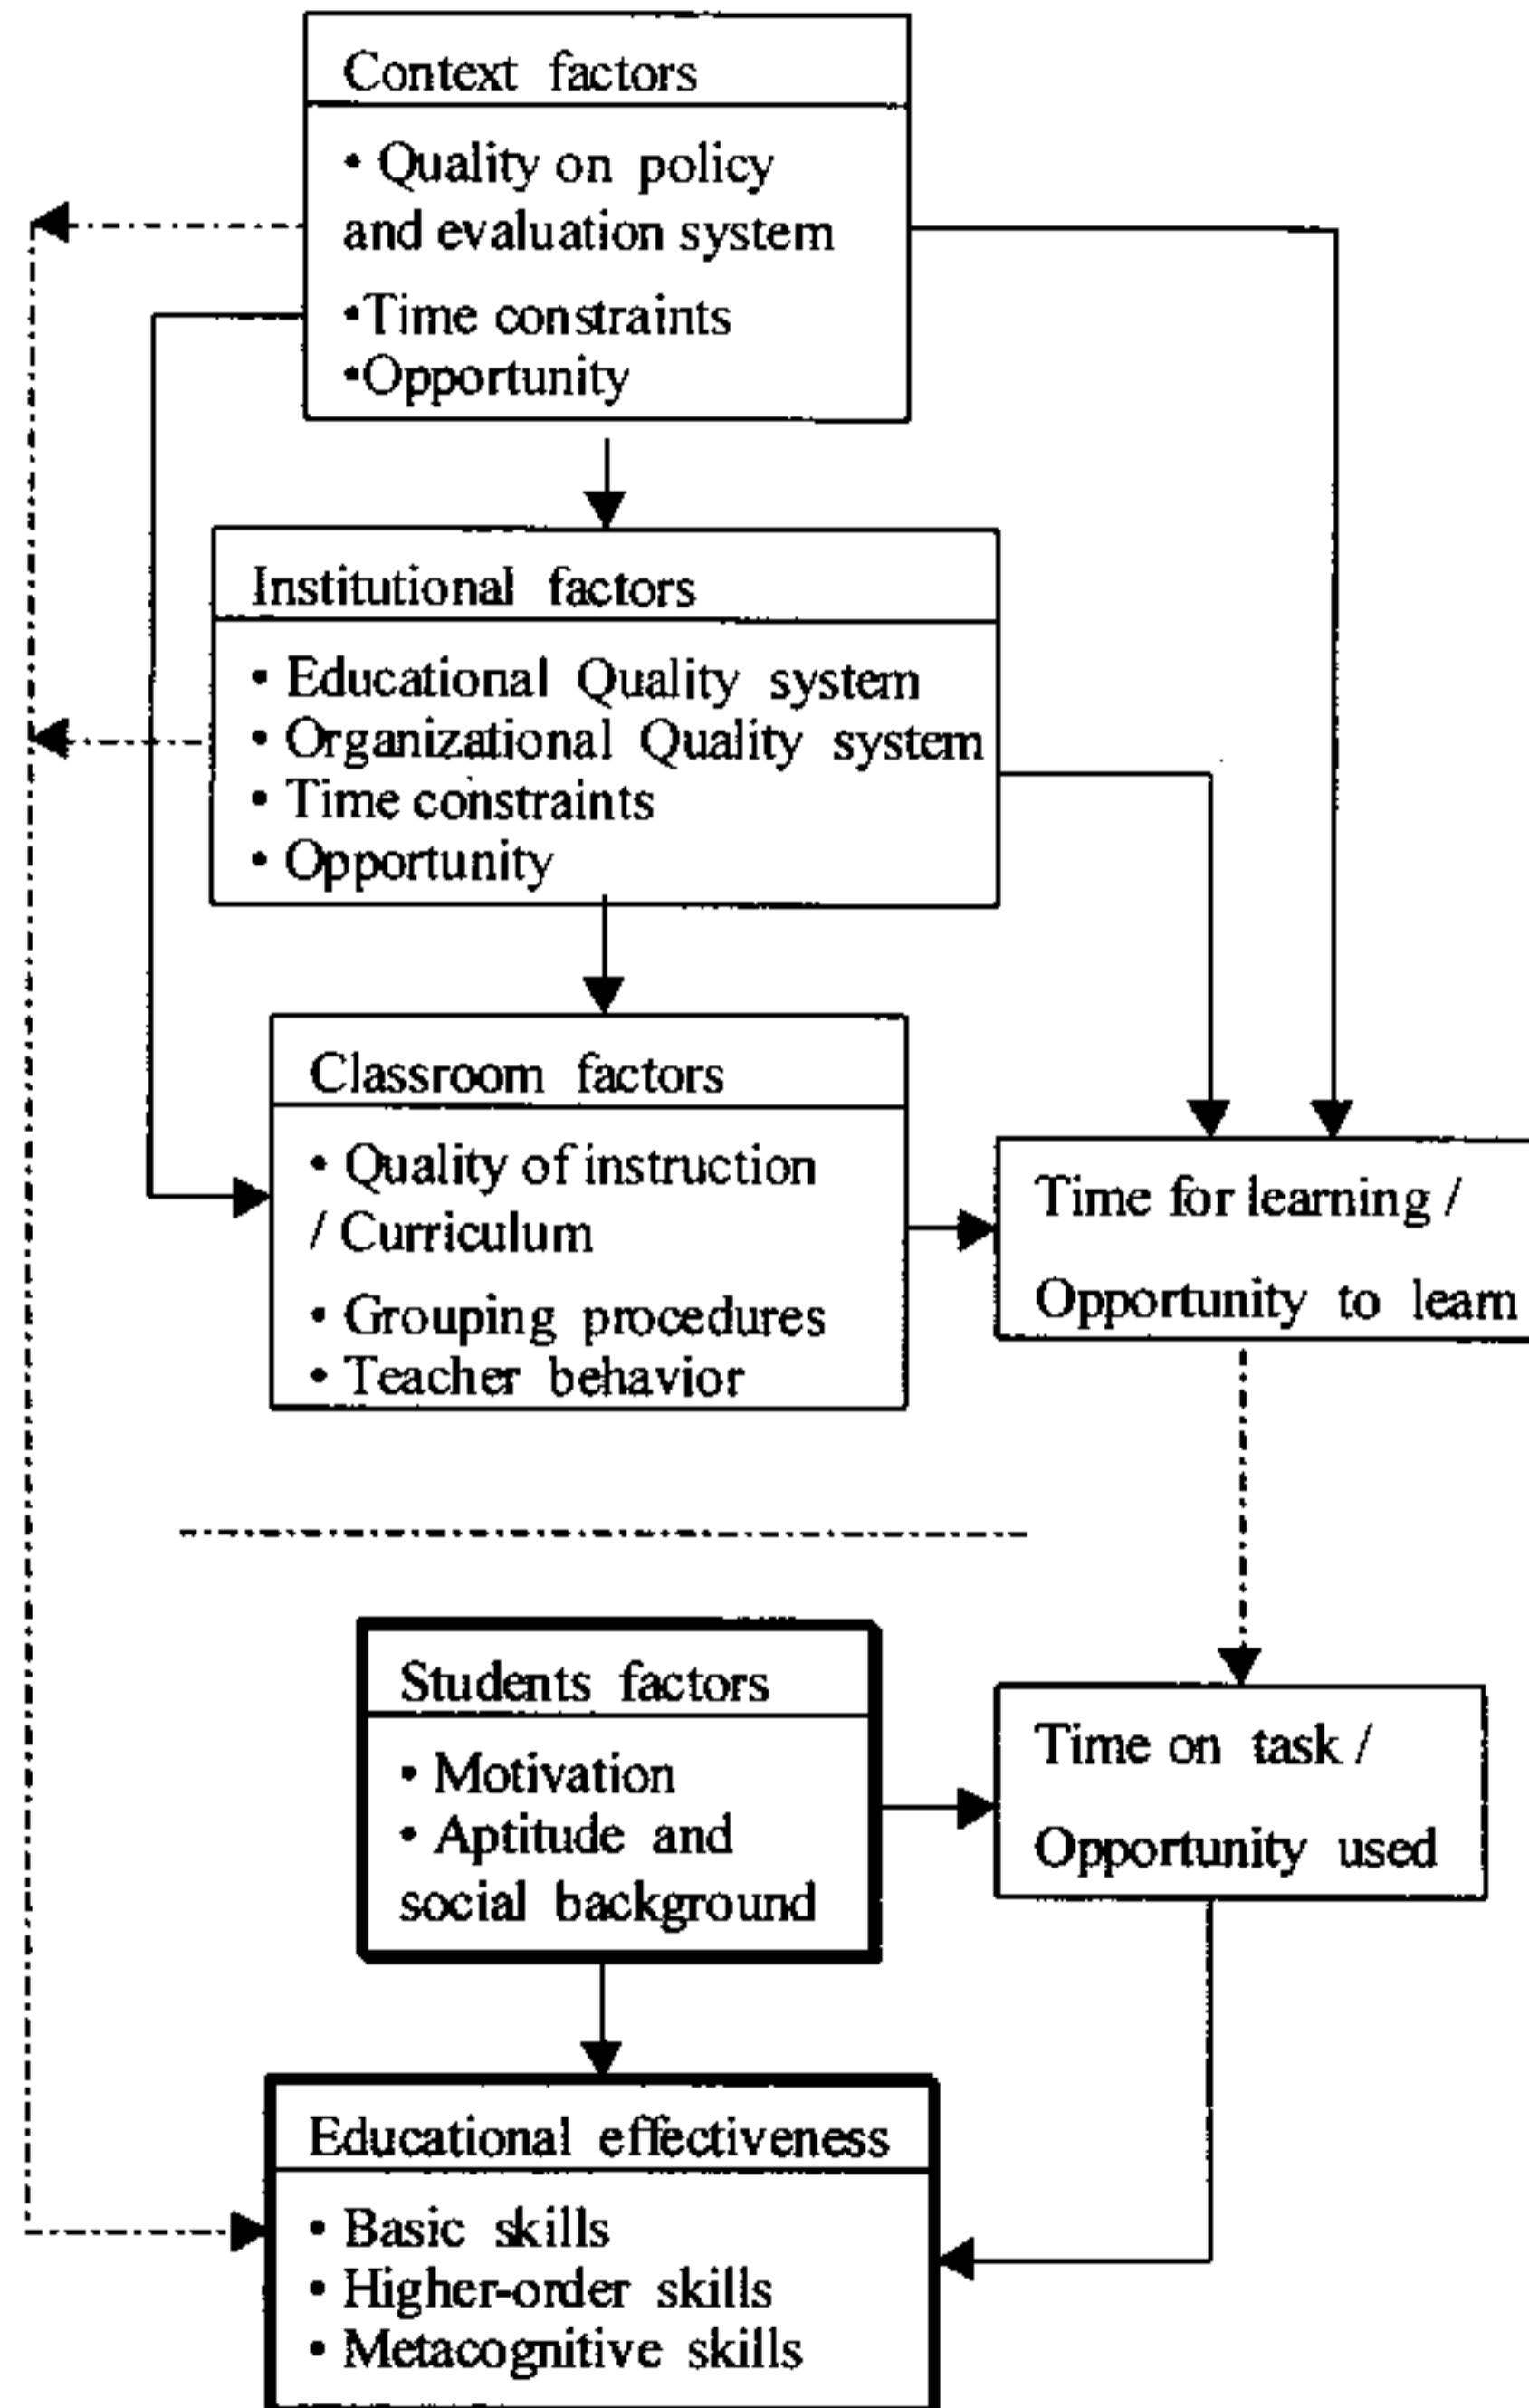 Context factors
• Quality on policy
and evaluation system
•Time constraints
•Opportunity
Institutional factors
• Educational Quality system
• Organizational Quality system
• Time constraints
• Opportunity
Classroom factors
• Quality of instruction
/ Curriculum
• Grouping procedures
• Teacher behavior
Time for learning /
Opportunity to learn
Students factors
• Motivation
• Aptitude and
social background
Time on task /
Opportunity used
Educational effectiveness
• Basic skills
• Higher-order skills
• Metacognitive skills